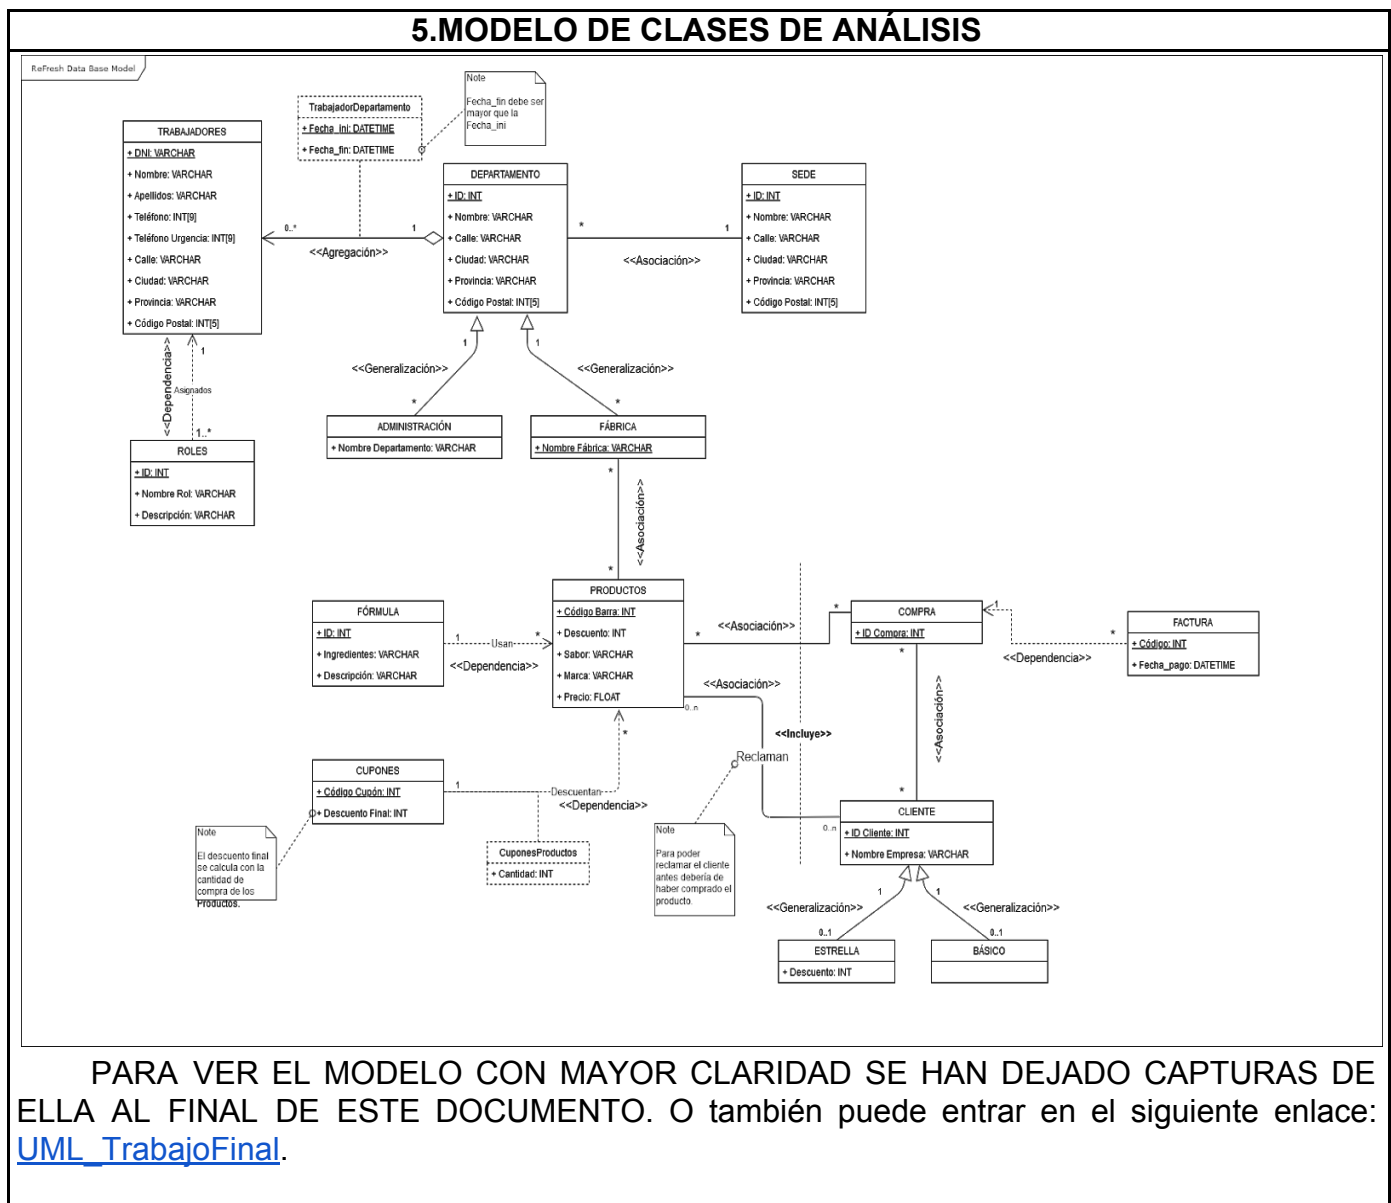 5.MODELO DE CLASES DE ANÁLISIS
ReFresh Data Base Model
TRABAJADORES
+ DNI: VARCHAR
+ Nombre: VARCHAR
+ Apellidos: VARCHAR
+ Teléfono: INT[9]
+ Teléfono Urgencia: INT[9]
+ Calle: VARCHAR
+ Ciudad: VARCHAR
+ Provincia: VARCHAR
+ Código Postal: INT[5]
TrabajadorDepartamento
+ Fecha_ini: DATETIME
+ Fecha_fin: DATETIME
Note
Fecha_fin debe ser
mayor que la
Fecha_ini
0..*
1
<<Agregación>>
DEPARTAMENTO
+ ID: INT
+ Nombre: VARCHAR
+ Calle: VARCHAR
+ Ciudad: VARCHAR
+ Provincia: VARCHAR
+ Código Postal: INT[5]
*
1
<<Asociación>>
SEDE
+ ID: INT
+ Nombre: VARCHAR
+ Calle: VARCHAR
+ Ciudad: VARCHAR
+ Provincia: VARCHAR
+ Código Postal: INT[5]
<<Dependencia>>
1
Asignados
1..*
ROLES
+ ID: INT
+ Nombre Rol: VARCHAR
+ Descripción: VARCHAR
1
<<Generalización>>
*
1
<<Generalización>>
*
ADMINISTRACIÓN
+ Nombre Departamento: VARCHAR
FÁBRICA
+ Nombre Fábrica: VARCHAR
*
<<Asociación>>
*
FÓRMULA
+ ID: INT
+ Ingredientes: VARCHAR
+ Descripción: VARCHAR
1
Usan
*
<<Dependencia>>
PRODUCTOS
+ Código Barra: INT
+ Descuento: INT
+ Sabor: VARCHAR
+ Marca: VARCHAR
+ Precio: FLOAT
*
<<Asociación>>
*
COMPRA
+ ID Compra: INT
1
*
<<Dependencia>>
FACTURA
+ Código: INT
+ Fecha_pago: DATETIME
<<Asociación>>
0..n
<<Incluye>>
Reclaman
0..n
*
<<Asociación>>
*
CUPONES
+ Código Cupón: INT
+ Descuento Final: INT
1
Descuentan
*
<<Dependencia>>
CuponesProductos
+ Cantidad: INT
Note
El descuento final
se calcula con la
cantidad de
compra de los
Productos.
Note
Para poder
reclamar el cliente
antes debería de
haber comprado el
producto.
CLIENTE
+ ID Cliente: INT
+ Nombre Empresa: VARCHAR
1
<<Generalización>>
0..1
1
<<Generalización>>
0..1
ESTRELLA
+ Descuento: INT
BÁSICO
PARA VER EL MODELO CON MAYOR CLARIDAD SE HAN DEJADO CAPTURAS DE
ELLA AL FINAL DE ESTE DOCUMENTO. O también puede entrar en el siguiente enlace:
UML_TrabajoFinal.